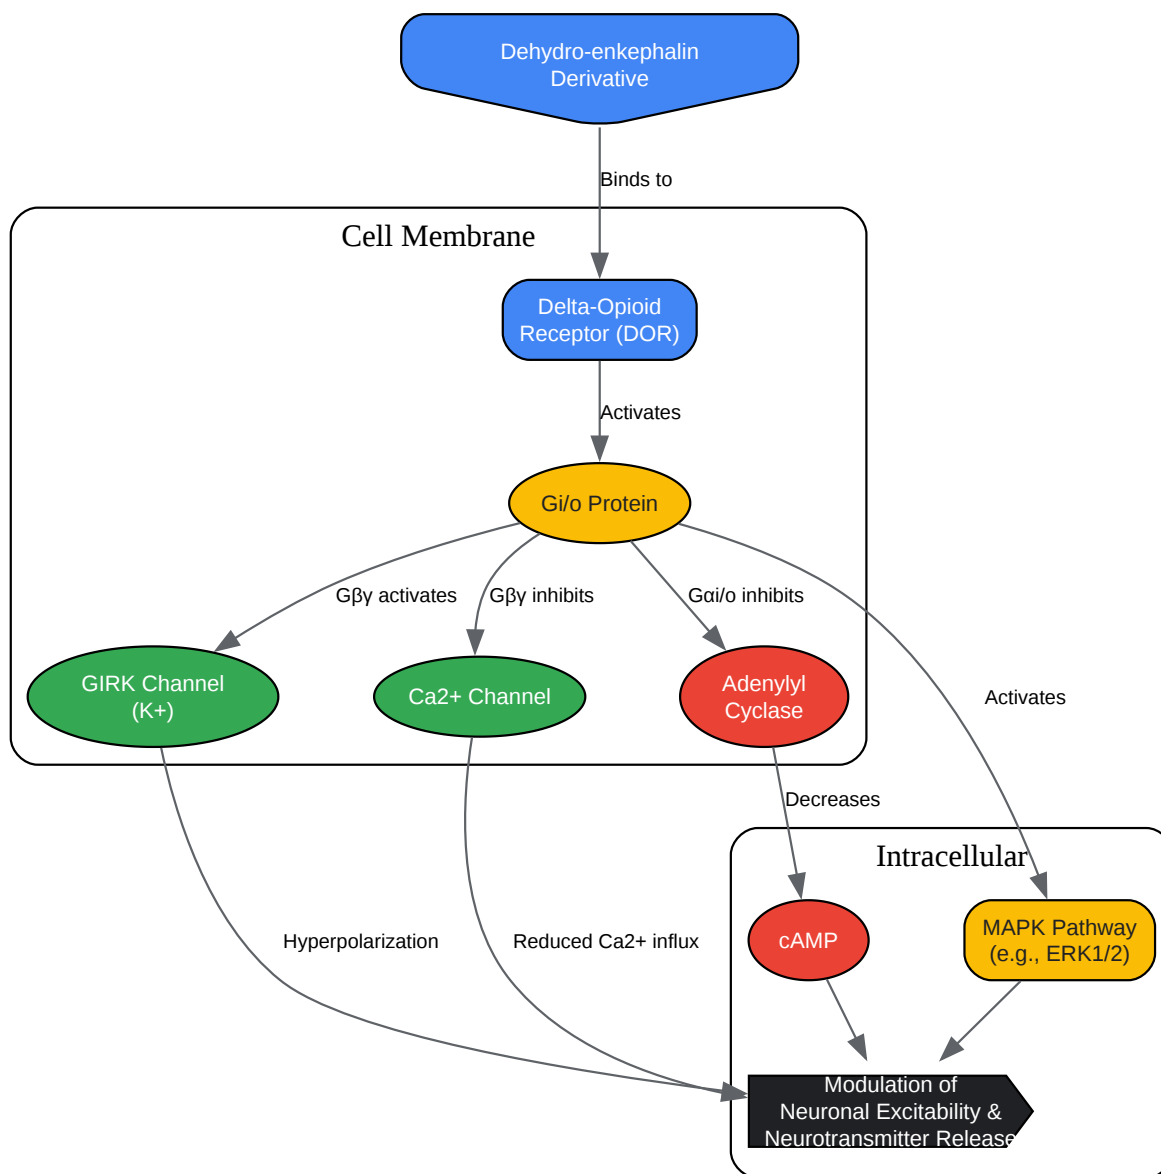 Dehydro-enkephalin
Derivative
Binds to
Cell Membrane
Delta-Opioid
Receptor (DOR)
Activates
Gi/o Protein
Gβγ activates
Gβγ inhibits
Gαi/o inhibits
GIRK Channel
(K+)
Ca2+ Channel
Adenylyl
Cyclase
Activates
Decreases
Intracellular
Hyperpolarization
Reduced Ca2+ influx
cAMP
MAPK Pathway
(e.g., ERK1/2)
Modulation of
Neuronal Excitability &
Neurotransmitter Release